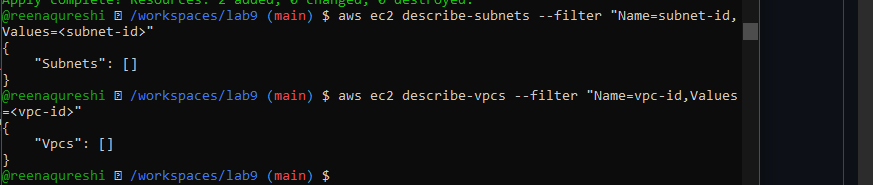 Apply complete! Resources: 2 added, 0 changed, 0 destroyed.
@reenaqureshi /workspaces/lab9 (main) $ aws ec2 describe-subnets --filter "Name=subnet-id,
Values=<subnet-id>"
{
    "Subnets": []
}
@reenaqureshi /workspaces/lab9 (main) $ aws ec2 describe-vpcs --filter "Name=vpc-id,Values
=<vpc-id>"
{
    "Vpcs": []
}
@reenaqureshi /workspaces/lab9 (main) $